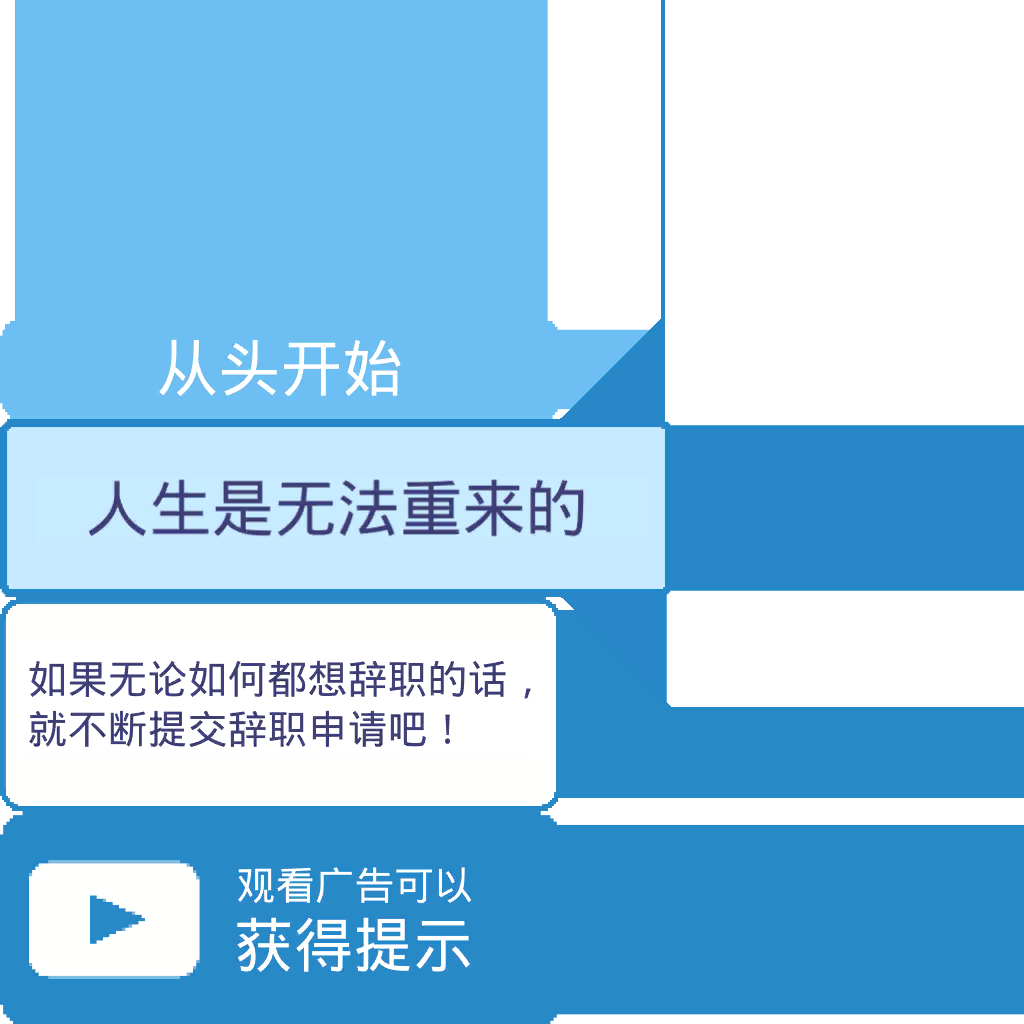 从头开始
人生是无法重来的
如果无论如何都想辞职的话，
就不断提交辞职申请吧！
观看广告可以
获得提示